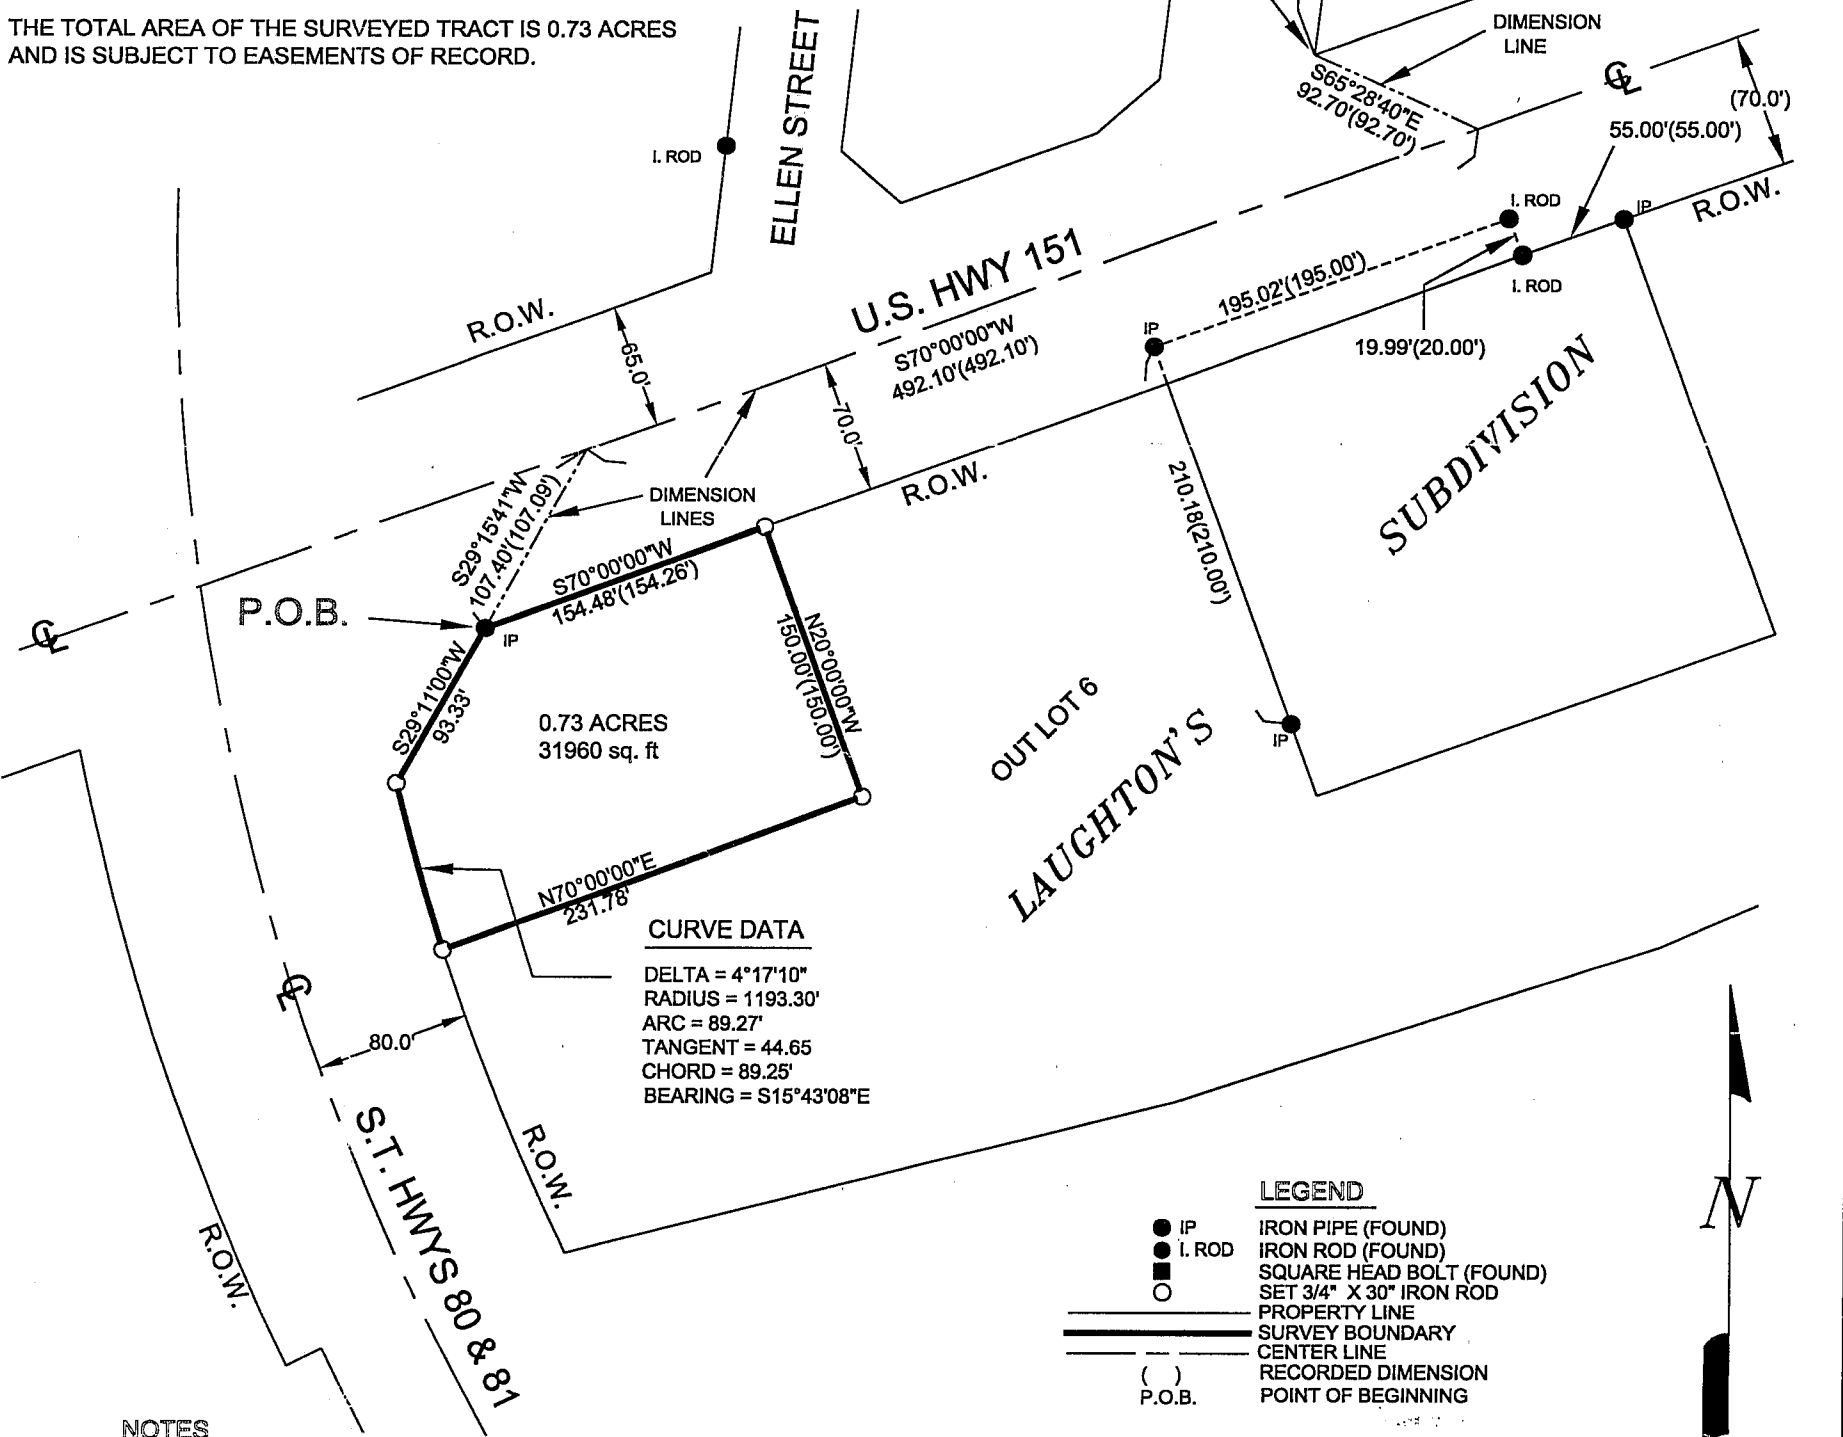 THE TOTAL AREA OF THE SURVEYED TRACT IS 0.73 ACRES
AND IS SUBJECT TO EASEMENTS OF RECORD.
I. ROD
ELLEN STREET
DIMENSION
LINE
S65°28'40"E
92.70'(92.70')
CL
(70.0')
55.00'(55.00')
I. ROD
IP
R.O.W.
R.O.W.
65.0'
U.S. HWY 151
S70°00'00"W
492.10'(492.10')
195.02'(195.00')
IP
I. ROD
19.99'(20.00')
70.0'
R.O.W.
DIMENSION
LINES
S29°15'41"W
107.40'(107.09')
210.18'(210.00')
SUBDIVISION
P.O.B.
IP
S70°00'00"W
154.48'(154.26')
CL
S29°11'00"W
93.33'
N20°00'00"W
150.00'(150.00')
0.73 ACRES
31960 sq. ft
OUT LOT 6
LAUGHTON'S
IP
N70°00'00"E
231.78'
CURVE DATA
DELTA = 4°17'10"
RADIUS = 1193.30'
ARC = 89.27'
TANGENT = 44.65
CHORD = 89.25'
BEARING = S15°43'08"E
CL
80.0'
S.T. HWYS 80 & 81
R.O.W.
R.O.W.
LEGEND
IP IRON PIPE (FOUND)
I. ROD IRON ROD (FOUND)
SQUARE HEAD BOLT (FOUND)
SET 3/4" X 30" IRON ROD
PROPERTY LINE
SURVEY BOUNDARY
CENTER LINE
( ) RECORDED DIMENSION
P.O.B. POINT OF BEGINNING
N
NOTES